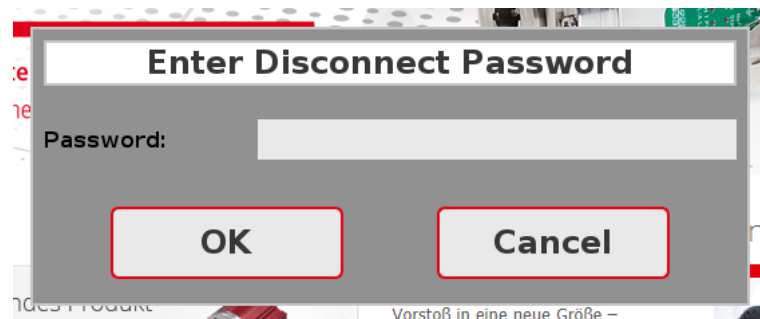 Enter Disconnect Password
Password:
OK
Cancel
Vorstoß in eine neue Größe –